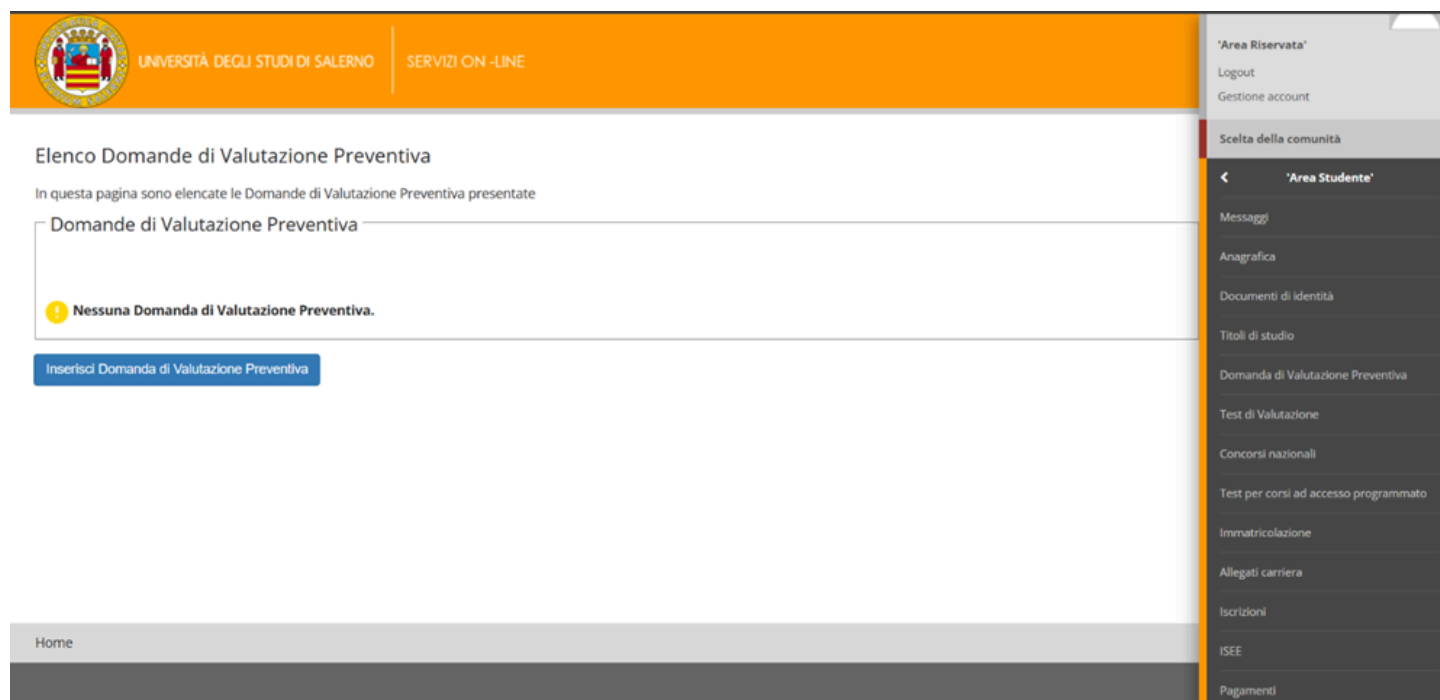 UNIVERSITÀ DEGLI STUDI DI SALERNO
SERVIZI ON -LINE
Elenco Domande di Valutazione Preventiva
In questa pagina sono elencate le Domande di Valutazione Preventiva presentate
Domande di Valutazione Preventiva
Nessuna Domanda di Valutazione Preventiva.
Inserisci Domanda di Valutazione Preventiva
Home
'Area Riservata'
Logout
Gestione account
Scelta della comunità
'Area Studente'
Messaggi
Anagrafica
Documenti di identità
Titoli di studio
Domanda di Valutazione Preventiva
Test di Valutazione
Concorsi nazionali
Test per corsi ad accesso programmato
Immatricolazione
Allegati carriera
Iscrizioni
ISEE
Pagamenti